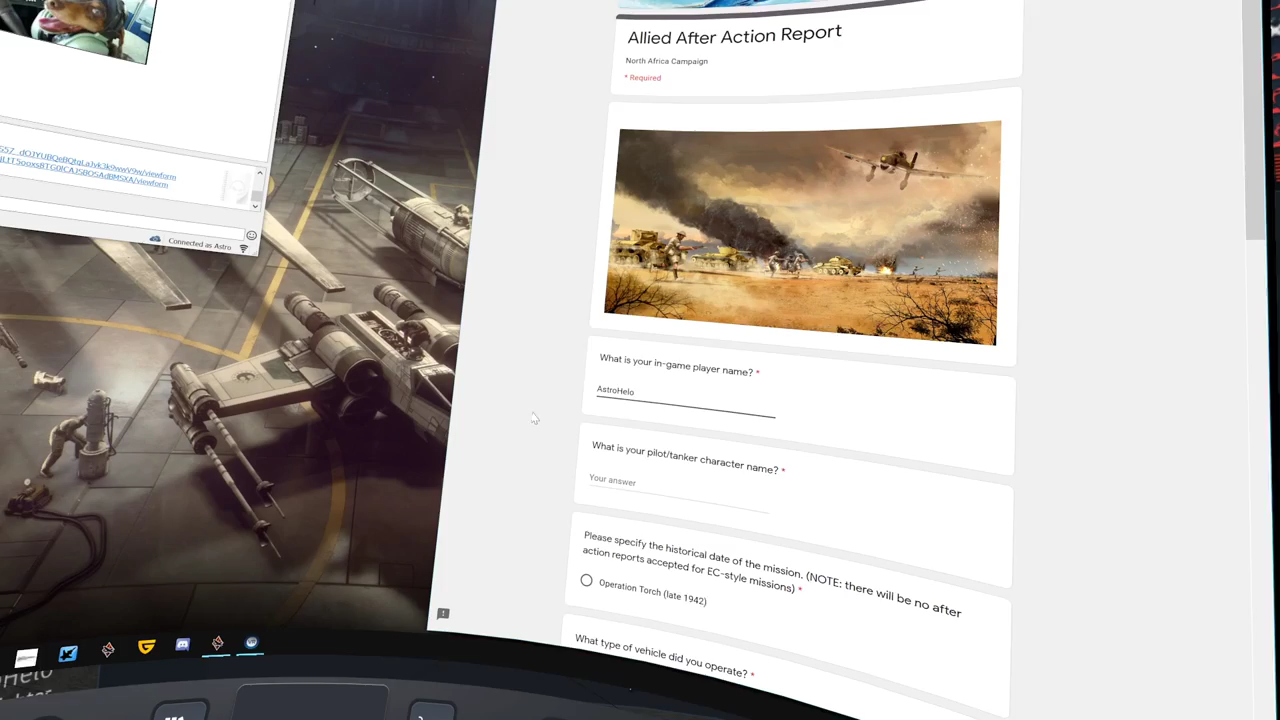 Allied After Action Report
North Africa Campaign
* Required
What is your in-game player name? *
AstroHelo
What is your pilot/tanker character name? *
Your answer
Please specify the historical date of the mission. (NOTE: there will be no after
action reports accepted for EC-style missions) *
Operation Torch (late 1942)
What type of vehicle did you operate? *
Connected as Astro